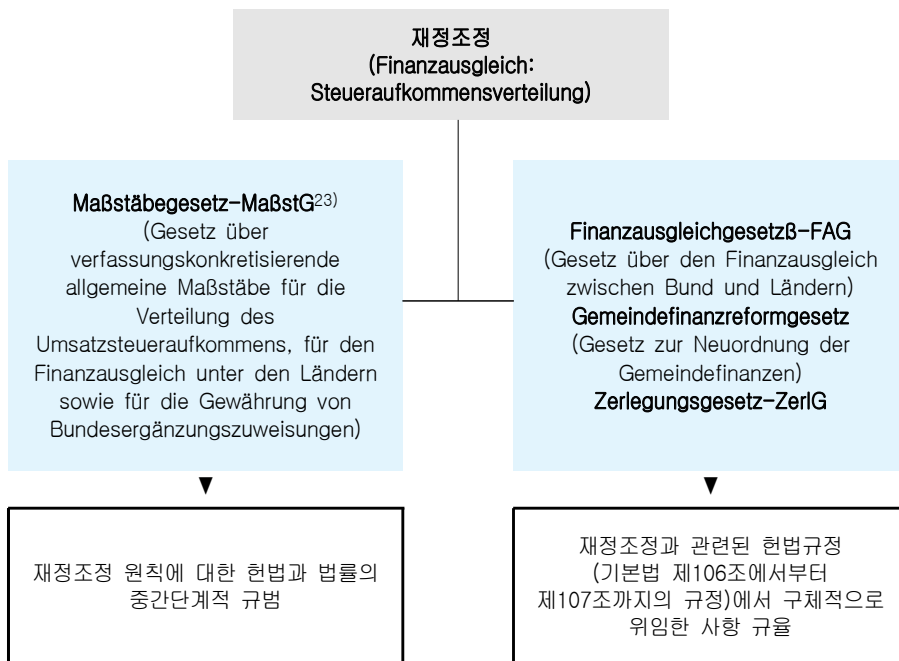 재정조정
(Finanzausgleich:
Steueraufkommensverteilung)
Maßstäbegesetz-MaßstG23)
(Gesetz über
verfassungskonkretisierende
allgemeine Maßstäbe für die
Verteilung des
Umsatzsteueraufkommens, für den
Finanzausgleich unter den Ländern
sowie für die Gewährung von
Bundesergänzungszuweisungen)
Finanzausgleichgesetzß-FAG
(Gesetz über den Finanzausgleich
zwischen Bund und Ländern)
Gemeindefinanzreformgesetz
(Gesetz zur Neuordnung der
Gemeindefinanzen)
Zerlegungsgesetz-ZerlG
재정조정 원칙에 대한 헌법과 법률의
중간단계적 규범
재정조정과 관련된 헌법규정
(기본법 제106조에서부터
제107조까지의 규정)에서 구체적으로
위임한 사항 규율